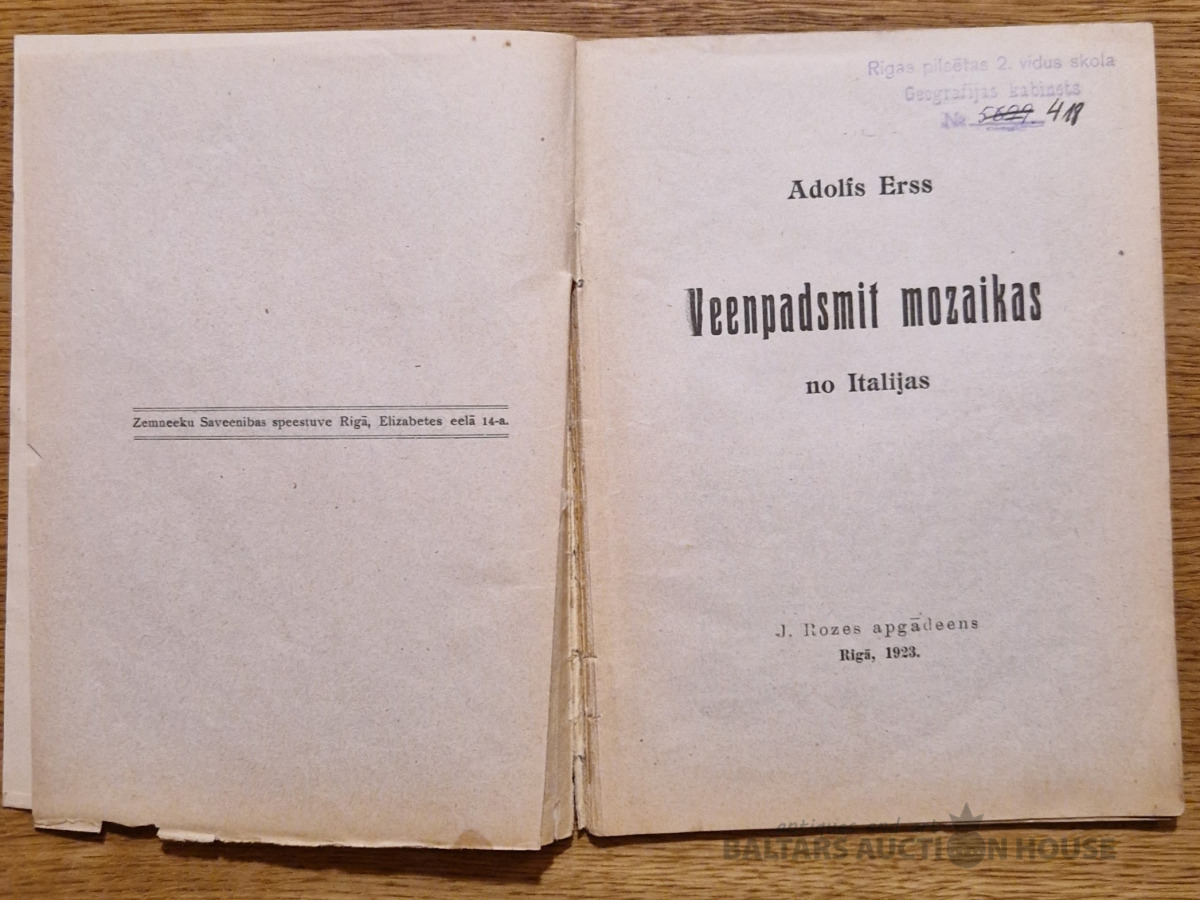 Zemneeku Saveenibas speestuve Rigā, Elizabetes eelā 14-a.
Rigas pilsētas 2. vidus skola
Geografijas kabinets
№ 5699. 418
Adolfs Erss
Veenpadsmit mozaikas
no Italijas
J. Rozes apgādeens
Rigā, 1923.
BALTARS AUCTION HOUSE